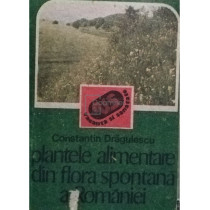 Constantin Drăgulescu
plantele alimentare
din flora spontană
a României